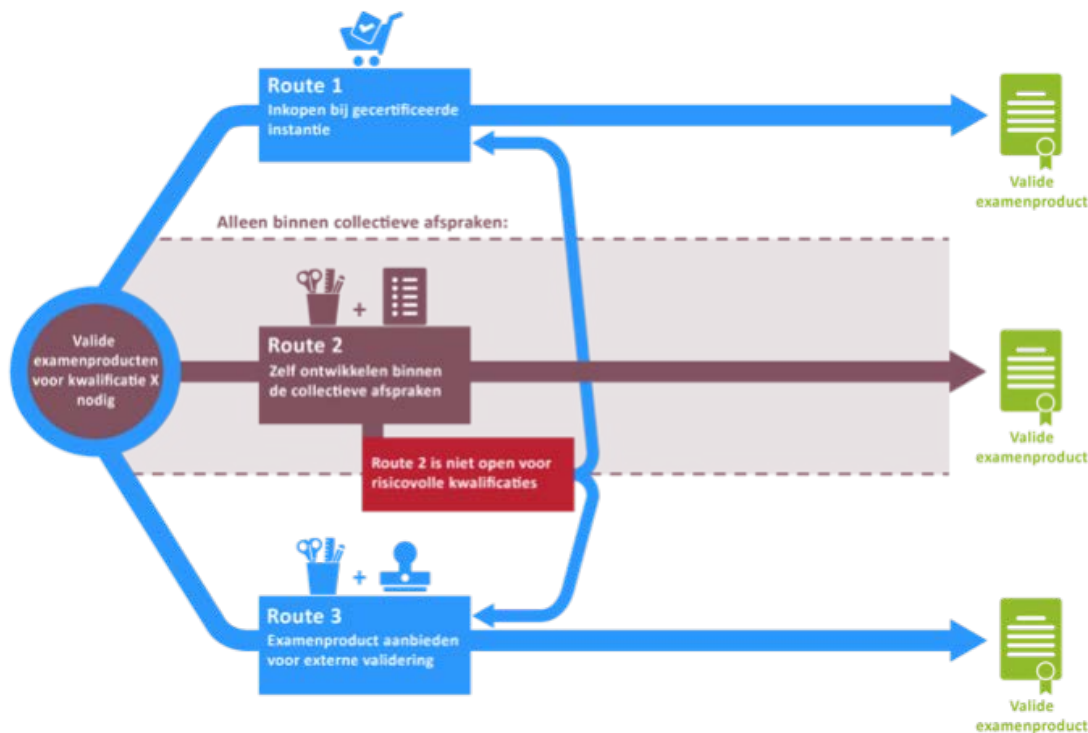 Route 1
Inkopen bij gecertificeerde
instantie
Valide
examenproduct
Alleen binnen collectieve afspraken:
+
Valide
examenproducten
voor kwalificatie X
nodig
Route 2
Zelf ontwikkelen binnen
de collectieve afspraken
Valide
examenproduct
Route 2 is niet open voor
risicovolle kwalificaties
+
Route 3
Examenproduct aanbieden
voor externe validering
Valide
examenproduct